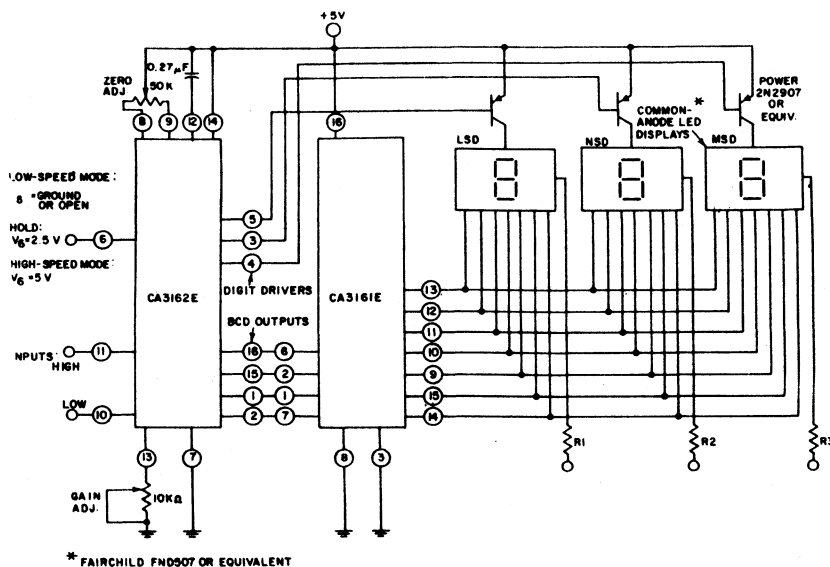 +5V
0.27µF
ZERO ADJ.
50K
8 9 12 14
16
POWER 2N2907 OR EQUIV.
* COMMON-ANODE LED DISPLAYS
LSD
NSD
MSD
LOW-SPEED MODE:
6 =GROUND OR OPEN
HOLD:
V6=2.5 V
HIGH-SPEED MODE:
V6=5 V
6
5
3
4
DIGIT DRIVERS
CA3162E
CA3161E
BCD OUTPUTS
NPUTS:
HIGH
11
LOW
10
16 6
15 2
1 1
2 7
13
12
11
10
9
15
14
13
7
8
3
GAIN ADJ.
10KΩ
R1
R2
R3
* FAIRCHILD FND507 OR EQUIVALENT